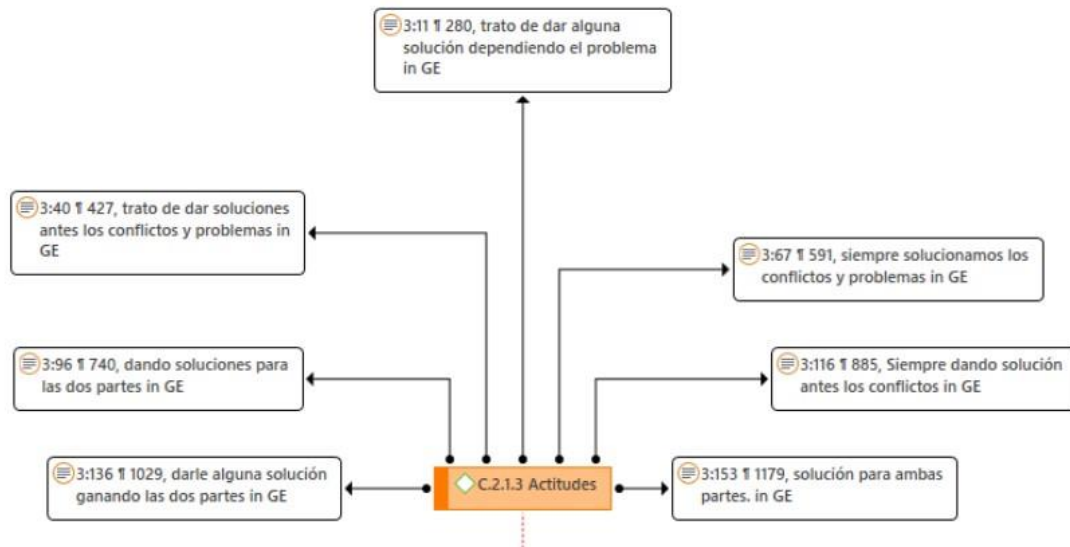 3:11 ¶ 280, trato de dar alguna
solución dependiendo el problema
in GE
3:40 ¶ 427, trato de dar soluciones
antes los conflictos y problemas in
GE
3:67 ¶ 591, siempre solucionamos los
conflictos y problemas in GE
3:96 ¶ 740, dando soluciones para
las dos partes in GE
3:116 ¶ 885, Siempre dando solución
antes los conflictos in GE
3:136 ¶ 1029, darle alguna solución
ganando las dos partes in GE
C.2.1.3 Actitudes
3:153 ¶ 1179, solución para ambas
partes. in GE